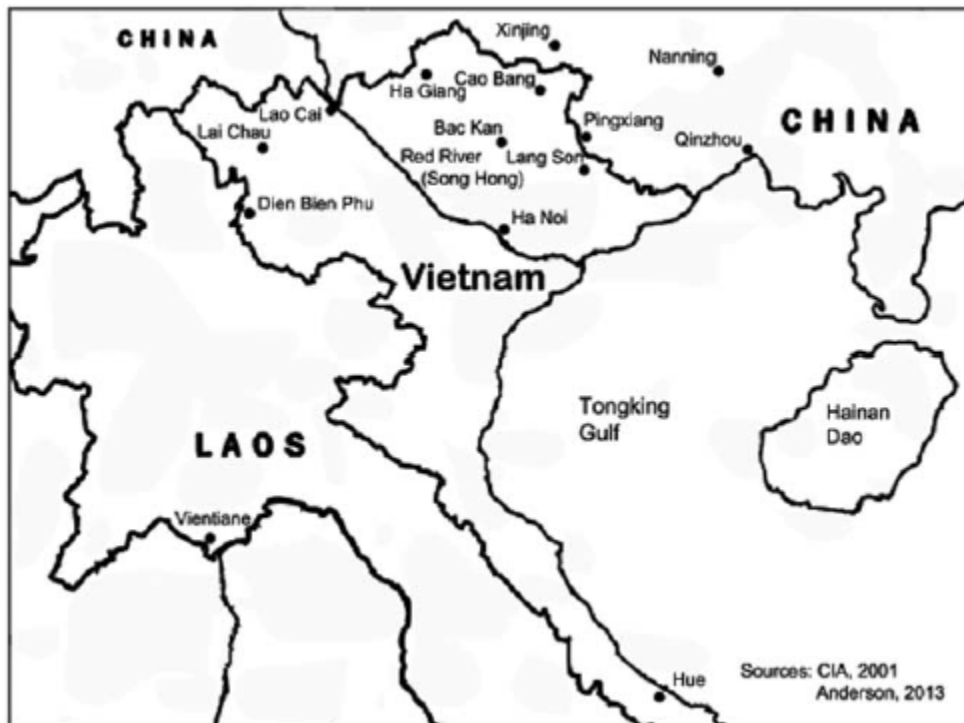 CHINA
Xinjing
Nanning
Ha Giang
Cao Bang
Lao Cai
Lai Chau
Bac Kan
Pingxiang
CHINA
Qinzhou
Red River
(Song Hong)
Lang Son
Dien Bien Phu
Ha Noi
Vietnam
Tongking
Gulf
Hainan
Dao
LAOS
Vientiane
Hue
Sources: CIA, 2001
Anderson, 2013